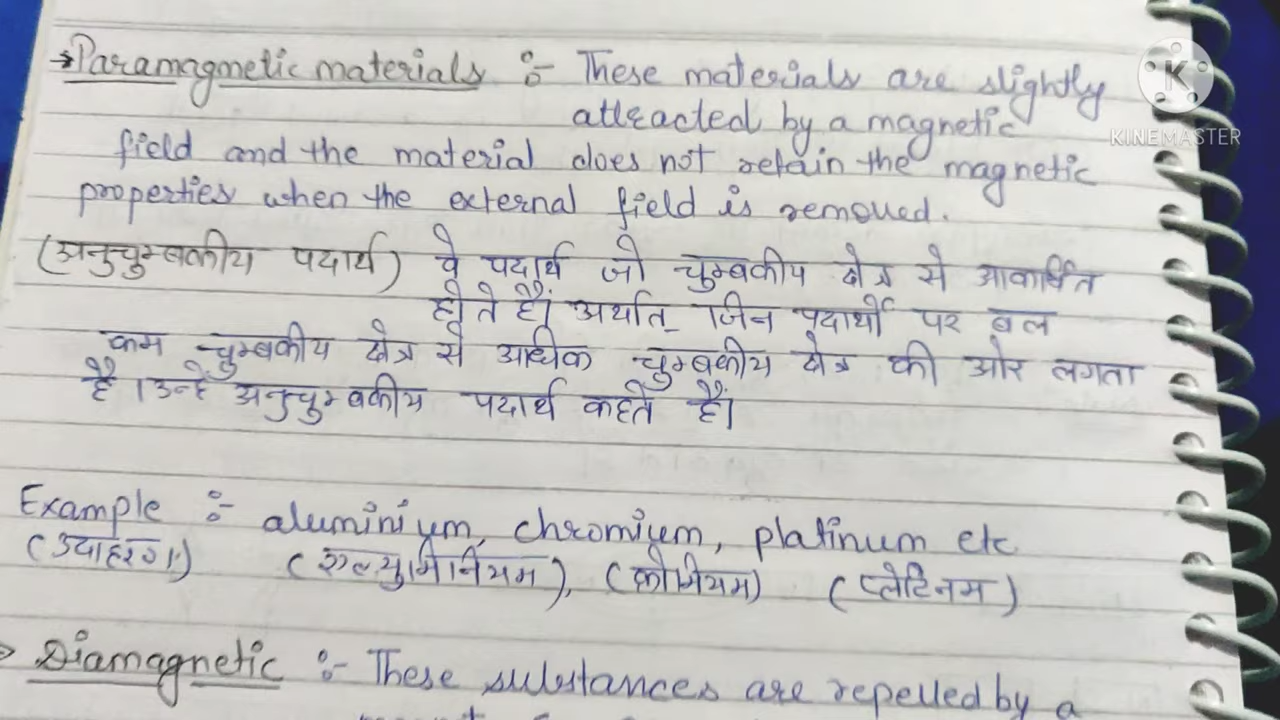 →Paramagnetic materials :- These materials are slightly
attracted by a magnetic
field and the material does not retain the magnetic
properties when the external field is removed.
(अनुचुम्बकीय पदार्थ) वे पदार्थ जो चुम्बकीय क्षेत्र से आकर्षित
होते हैं। अर्थात् जिन पदार्थों पर बल
कम चुम्बकीय क्षेत्र से अधिक चुम्बकीय क्षेत्र की ओर लगता
है। उन्हें अनुचुम्बकीय पदार्थ कहते हैं।
Example :- aluminium, chromium, platinum etc
(उदाहरण) (एल्युमिनियम), (क्रोमियम) (प्लेटिनम)
> Diamagnetic :- These substances are repelled by a
K
KINEMASTER